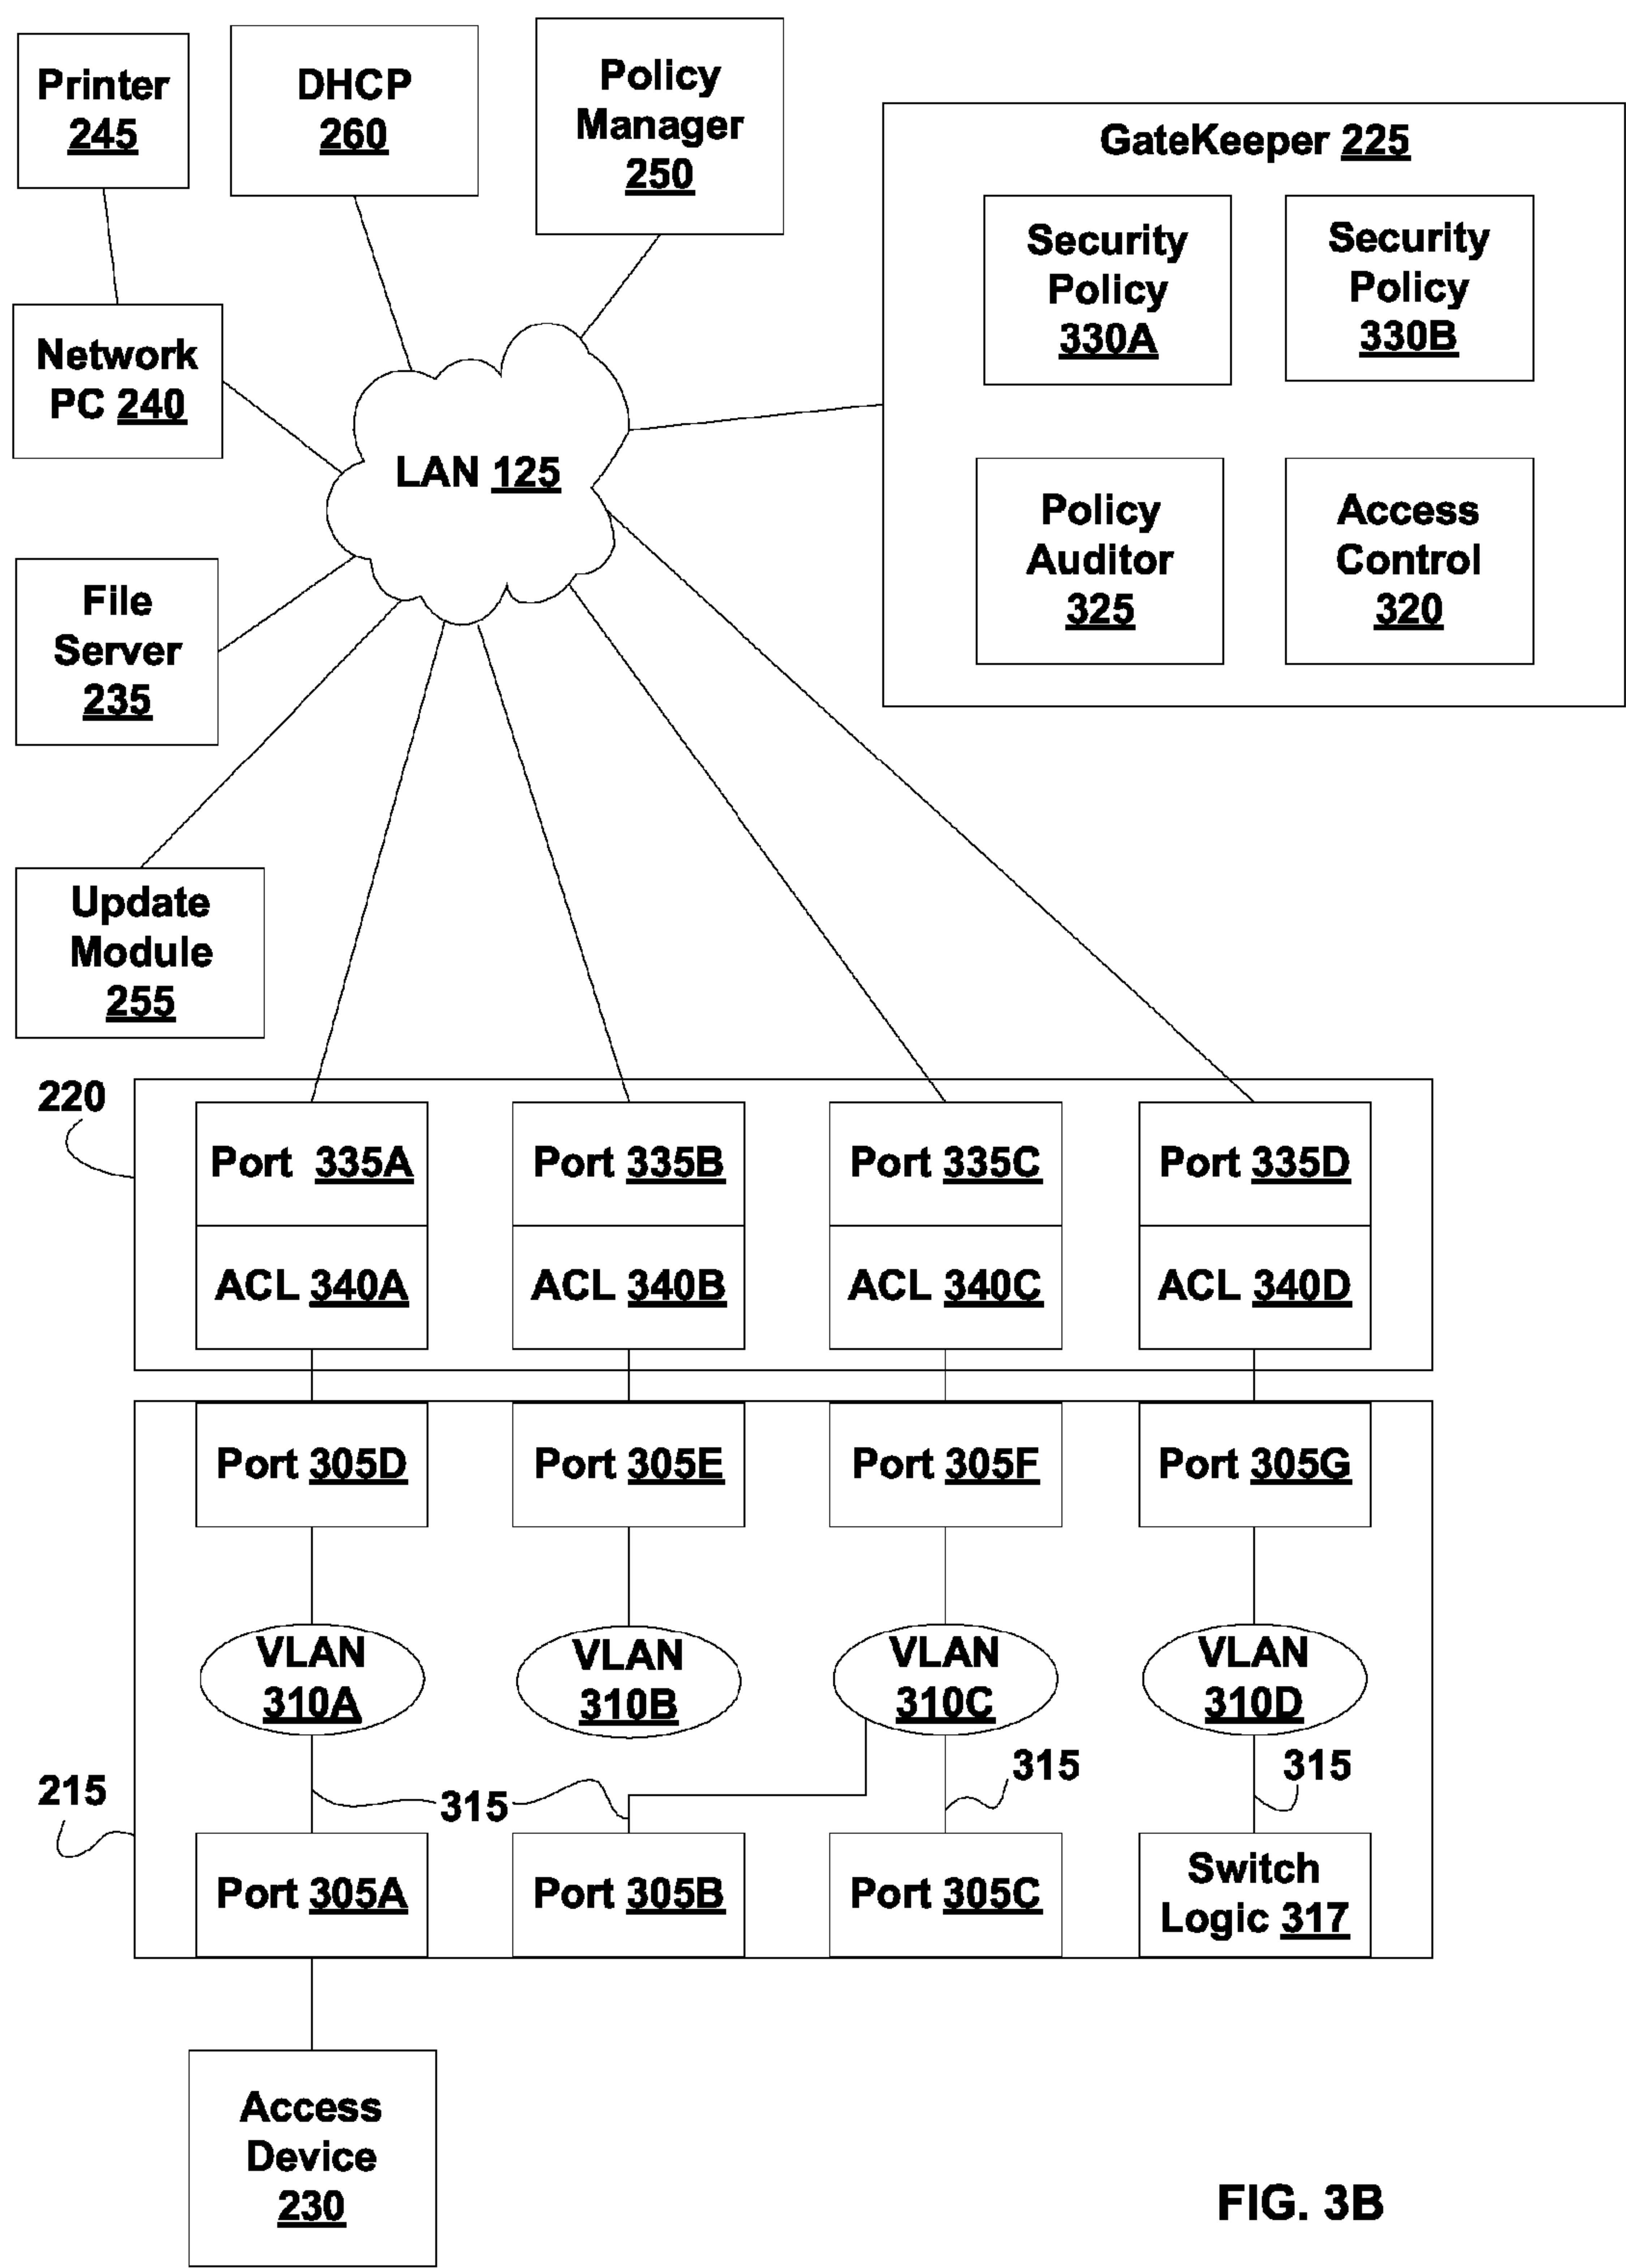 Printer
245
DHCP
260
Policy
Manager
250
GateKeeper 225
Security
Policy
330A
Security
Policy
330B
Network
PC 240
LAN 125
Policy
Auditor
325
Access
Control
320
File
Server
235
Update
Module
255
220
Port 335A
Port 335B
Port 335C
Port 335D
ACL 340A
ACL 340B
ACL 340C
ACL 340D
Port 305D
Port 305E
Port 305F
Port 305G
VLAN
310A
VLAN
310B
VLAN
310C
VLAN
310D
215
315
315
315
Port 305A
Port 305B
Port 305C
Switch
Logic 317
Access
Device
230
FIG. 3B